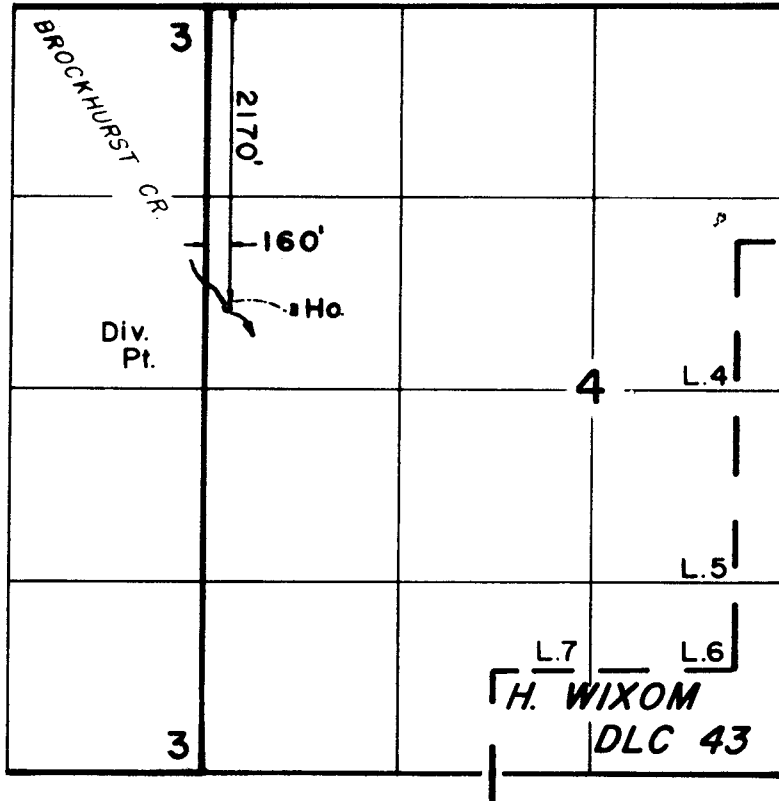 3
BROCKHURST CR.
2170'
160'
Ho.
Div.
Pt.
4
L.4
L.5
L.7
L.6
H. WIXOM
DLC 43
3